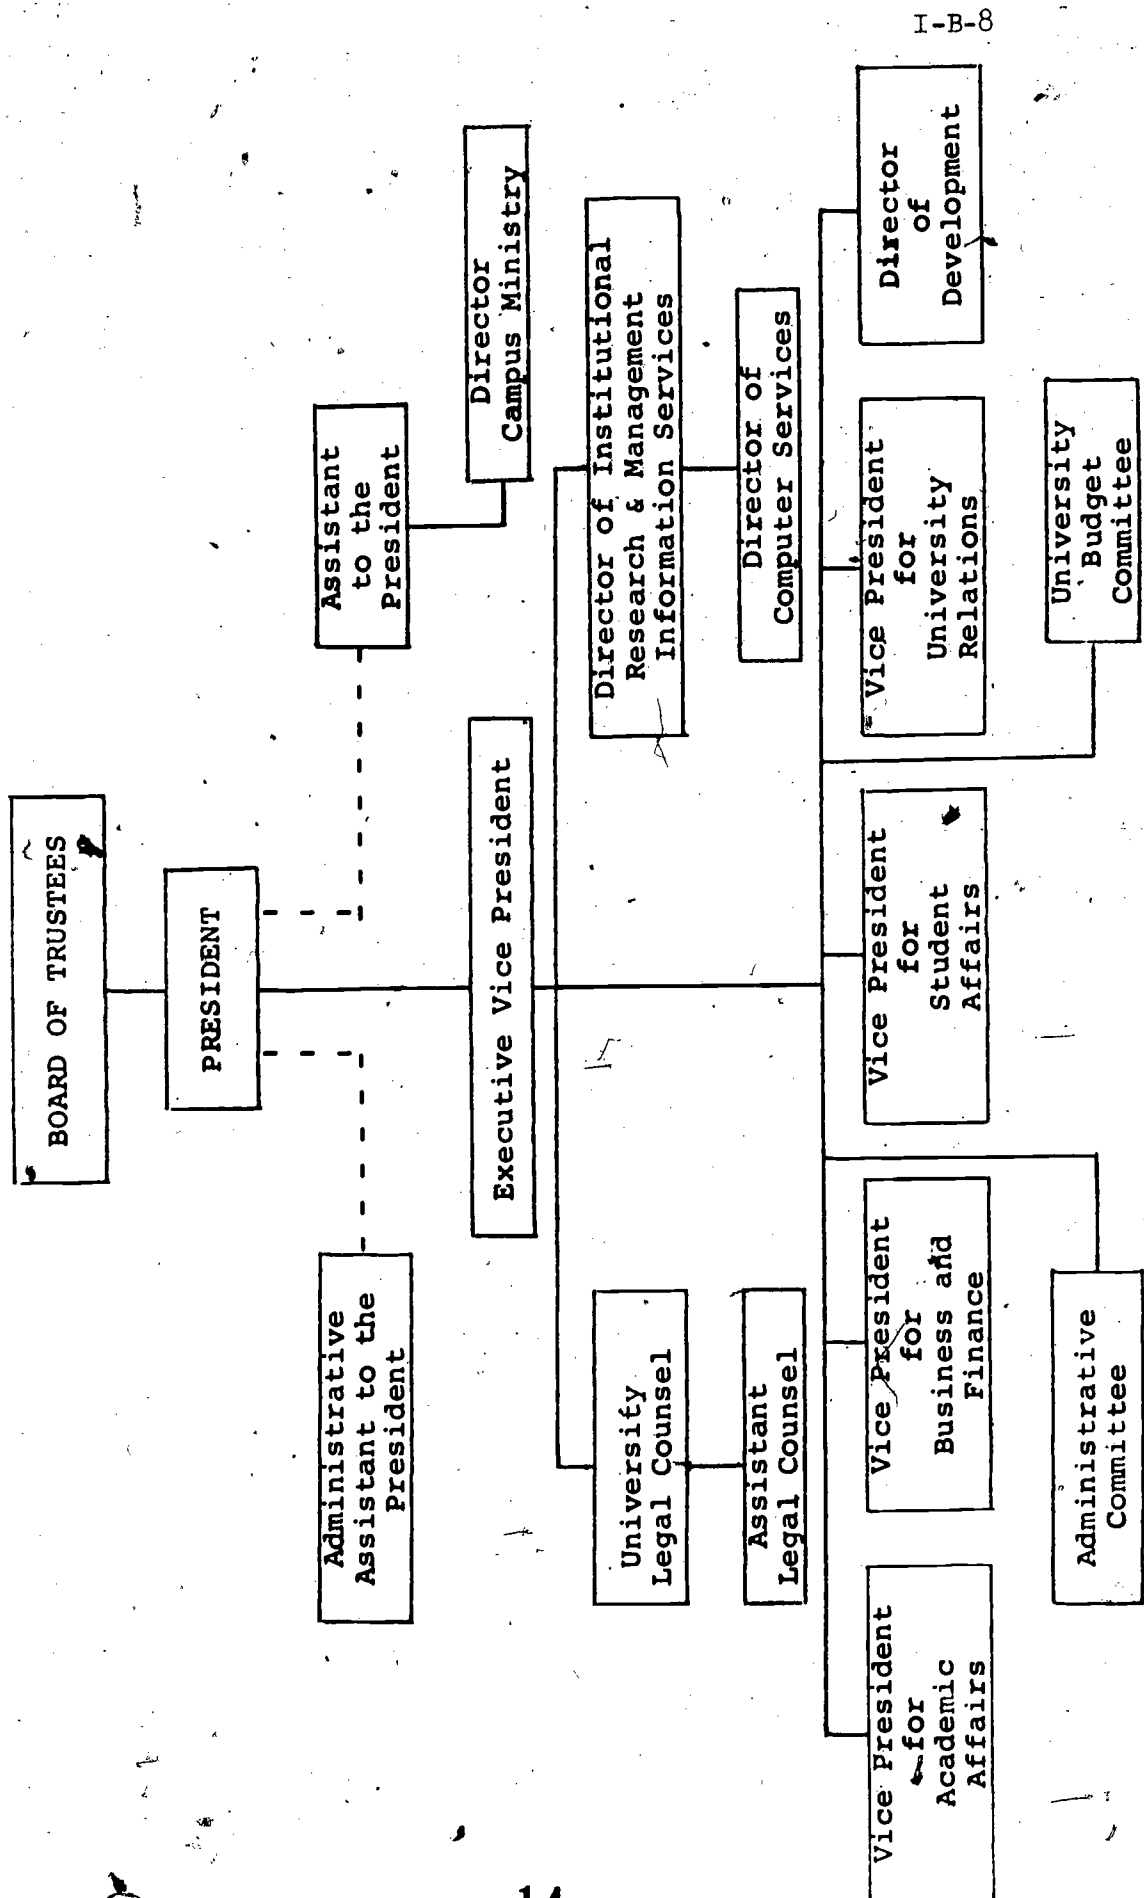 I-B-8
BOARD OF TRUSTEES
PRESIDENT
Administrative
Assistant to the
President
Assistant
to the
President
Executive Vice President
Director
Campus Ministry
University
Legal Counsel
Director of Institutional
Research & Management
Information Services
Assistant
Legal Counsel
Director of
Computer Services
Vice President
for
Academic
Affairs
Vice President
for
Business and
Finance
Vice President
for
Student
Affairs
Vice President
for
University
Relations
Director
of
Development
Administrative
Committee
University
Budget
Committee